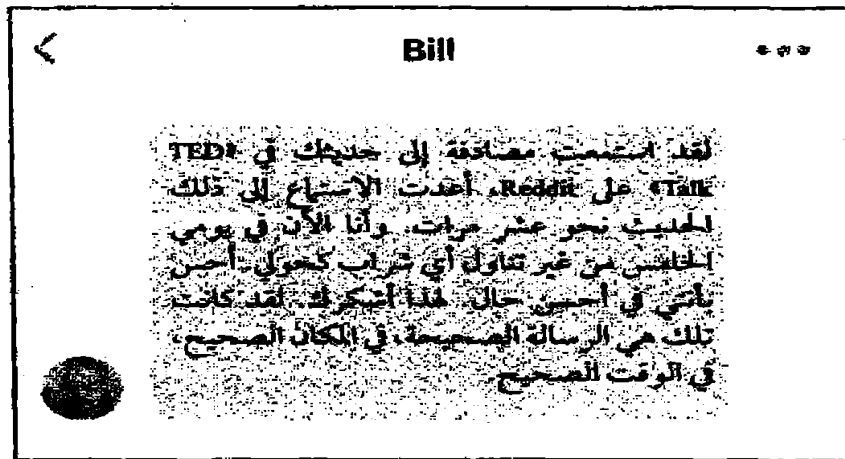 Bill
لقد استمعت مصادفة إلى حديثك في «TED
Talk» على Reddit، أعدت الاستماع إلى ذلك
الحديث نحو عشر مرات. وأنا الآن في يومي
الخامس من غير تناول أي شراب كحولي. أحس
بأنني في أحسن حال. لهذا أشكرك. لقد كانت
تلك هي الرسالة الصحيحة، في المكان الصحيح،
في الوقت الصحيح.